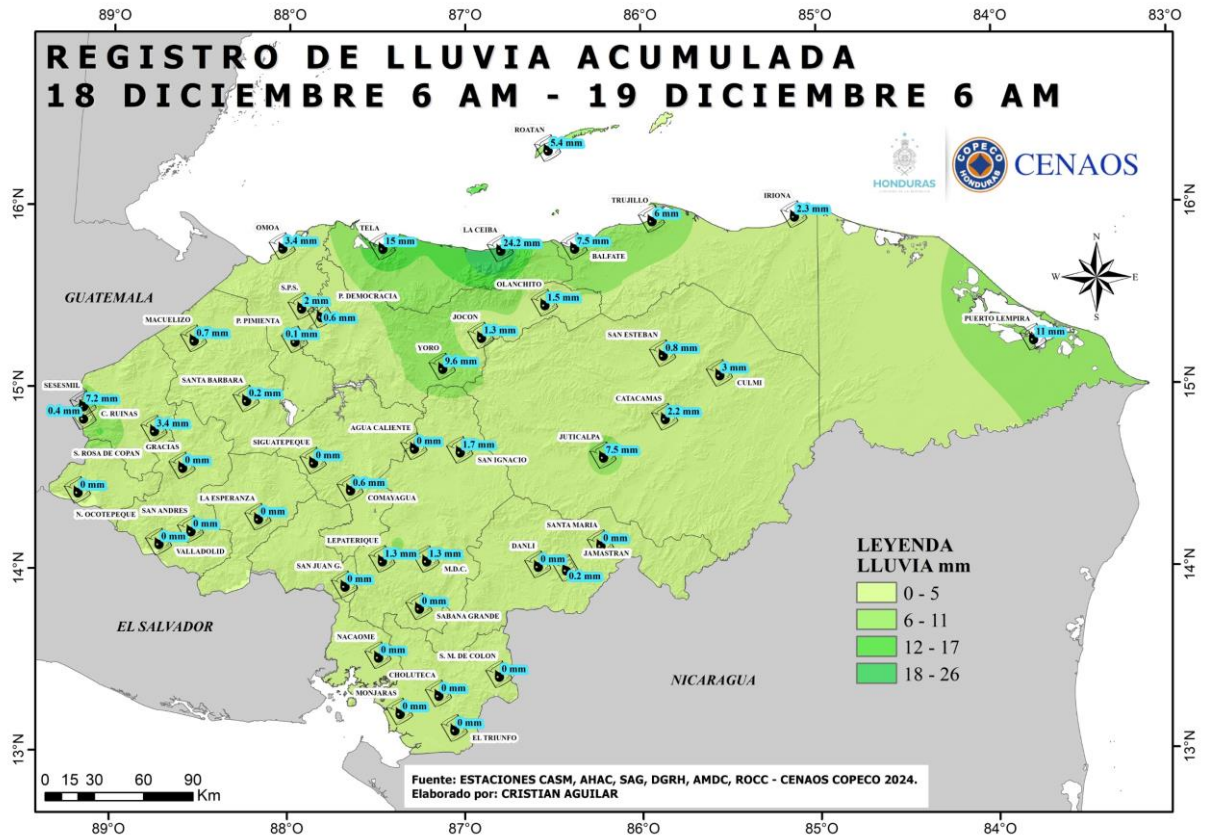 89°O 88°O 87°O 86°O 85°O 84°O 83°O
REGISTRO DE LLUVIA ACUMULADA
18 DICIEMBRE 6 AM - 19 DICIEMBRE 6 AM
ROATAN
5.4 mm
HONDURAS
COPECO
HONDURAS
CENAOS
16°N
16°N
TRUJILLO
6 mm
IRIONA
2.3 mm
OMOA
3.4 mm
TELA
15 mm
LA CEIBA
24.2 mm
7.5 mm
BALFATE
N
W
E
S
GUATEMALA
S.P.S.
2 mm
P. DEMOCRACIA
0.6 mm
OLANCHITO
1.5 mm
MACUELIZO
0.7 mm
P. PIMIENTA
0.1 mm
JOCON
1.3 mm
SAN ESTEBAN
0.8 mm
PUERTO LEMPIRA
11 mm
YORO
9.6 mm
3 mm
CULMI
15°N
15°N
SESESMIL
7.2 mm
0.4 mm
C. RUINAS
SANTA BARBARA
0.2 mm
CATACAMAS
2.2 mm
3.4 mm
GRACIAS
S. ROSA DE COPAN
0 mm
SIGUATEPEQUE
0 mm
AGUA CALIENTE
0 mm
1.7 mm
SAN IGNACIO
JUTICALPA
7.5 mm
0 mm
N. OCOTEPEQUE
LA ESPERANZA
0 mm
0.6 mm
COMAYAGUA
SAN ANDRES
0 mm
0 mm
VALLADOLID
LEPATERIQUE
1.3 mm
1.3 mm
M.D.C.
SANTA MARIA
0 mm
DANLI
0 mm
JAMASTRAN
0.2 mm
14°N
14°N
SAN JUAN G.
0 mm
0 mm
SABANA GRANDE
EL SALVADOR
NACAOME
0 mm
S. M. DE COLON
0 mm
CHOLUTECA
0 mm
MONJARAS
0 mm
0 mm
EL TRIUNFO
NICARAGUA
LEYENDA
LLUVIA mm
0 - 5
6 - 11
12 - 17
18 - 26
13°N
13°N
0 15 30 60 90
Km
Fuente: ESTACIONES CASM, AHAC, SAG, DGRH, AMDC, ROCC - CENAOS COPECO 2024.
Elaborado por: CRISTIAN AGUILAR
89°O 88°O 87°O 86°O 85°O 84°O